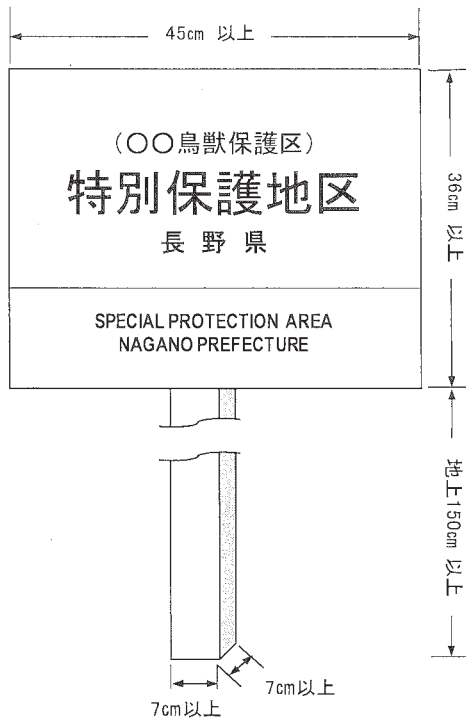 45cm 以上
(〇〇鳥獣保護区)
特別保護地区
長野県
SPECIAL PROTECTION AREA
NAGANO PREFECTURE
36cm 以上
地上150cm 以上
7cm以上
7cm以上